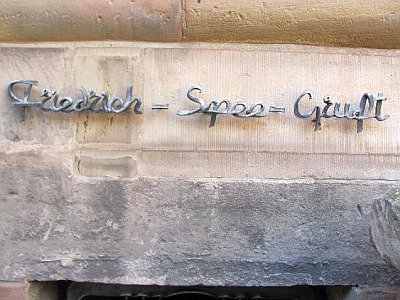 Friedrich - Spee - Gruft